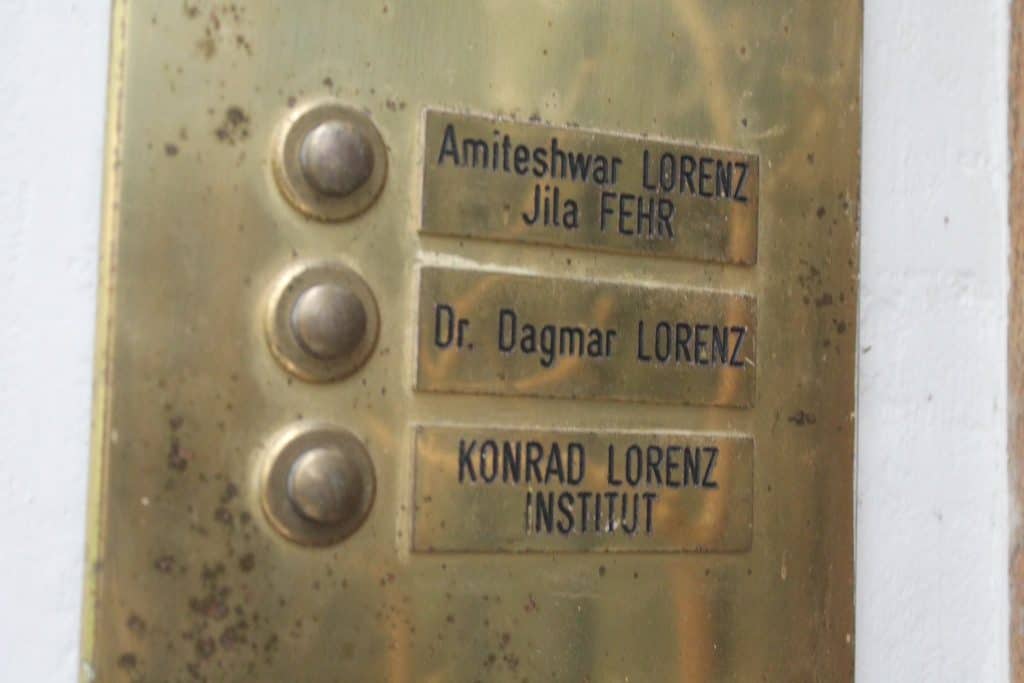 Amiteshwar LORENZ
Jila FEHR
Dr. Dagmar LORENZ
KONRAD LORENZ
INSTITUT